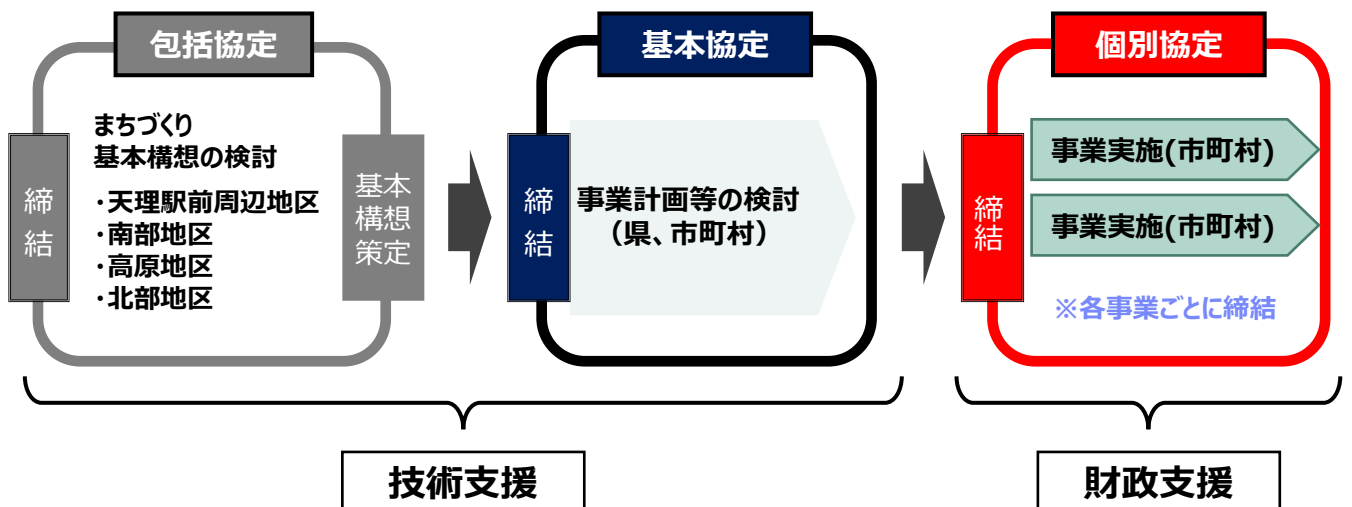 包括協定
締結
まちづくり
基本構想の検討
・天理駅前周辺地区
・南部地区
・高原地区
・北部地区
基本
構想
策定
基本協定
締結
事業計画等の検討
（県、市町村）
個別協定
締結
事業実施(市町村)
事業実施(市町村)
※各事業ごとに締結
技術支援
財政支援